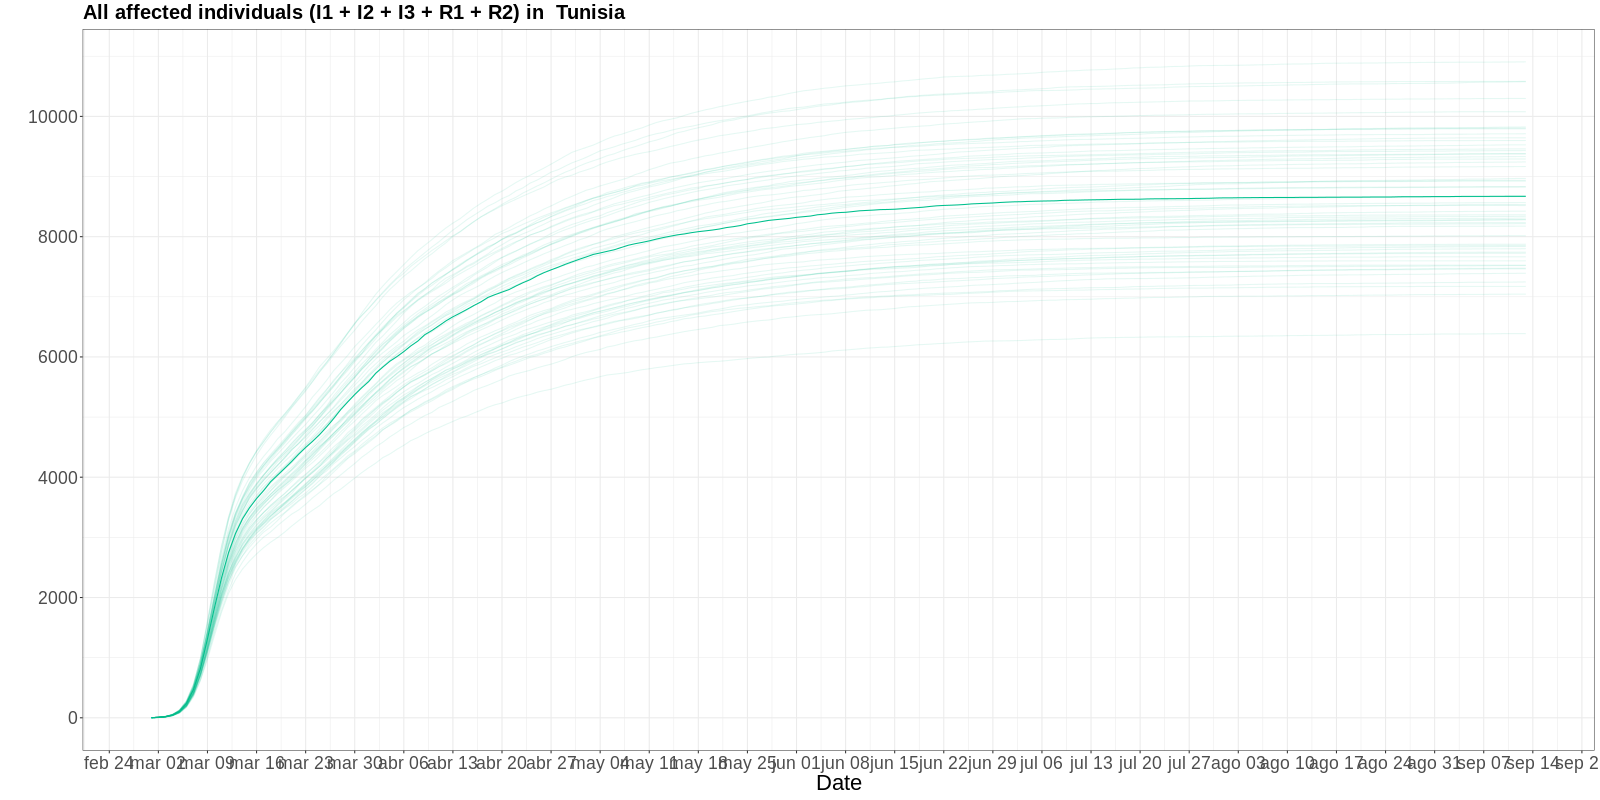 All affected individuals (I1 + I2 + I3 + R1 + R2) in  Tunisia
10000
8000
6000
4000
2000
0
feb 24 mar 02 mar 09 mar 16 mar 23 mar 30 abr 06 abr 13 abr 20 abr 27 may 04 may 11 may 18 may 25 jun 01 jun 08 jun 15 jun 22 jun 29 jul 06 jul 13 jul 20 jul 27 ago 03 ago 10 ago 17 ago 24 ago 31 sep 07 sep 14 sep 2
Date